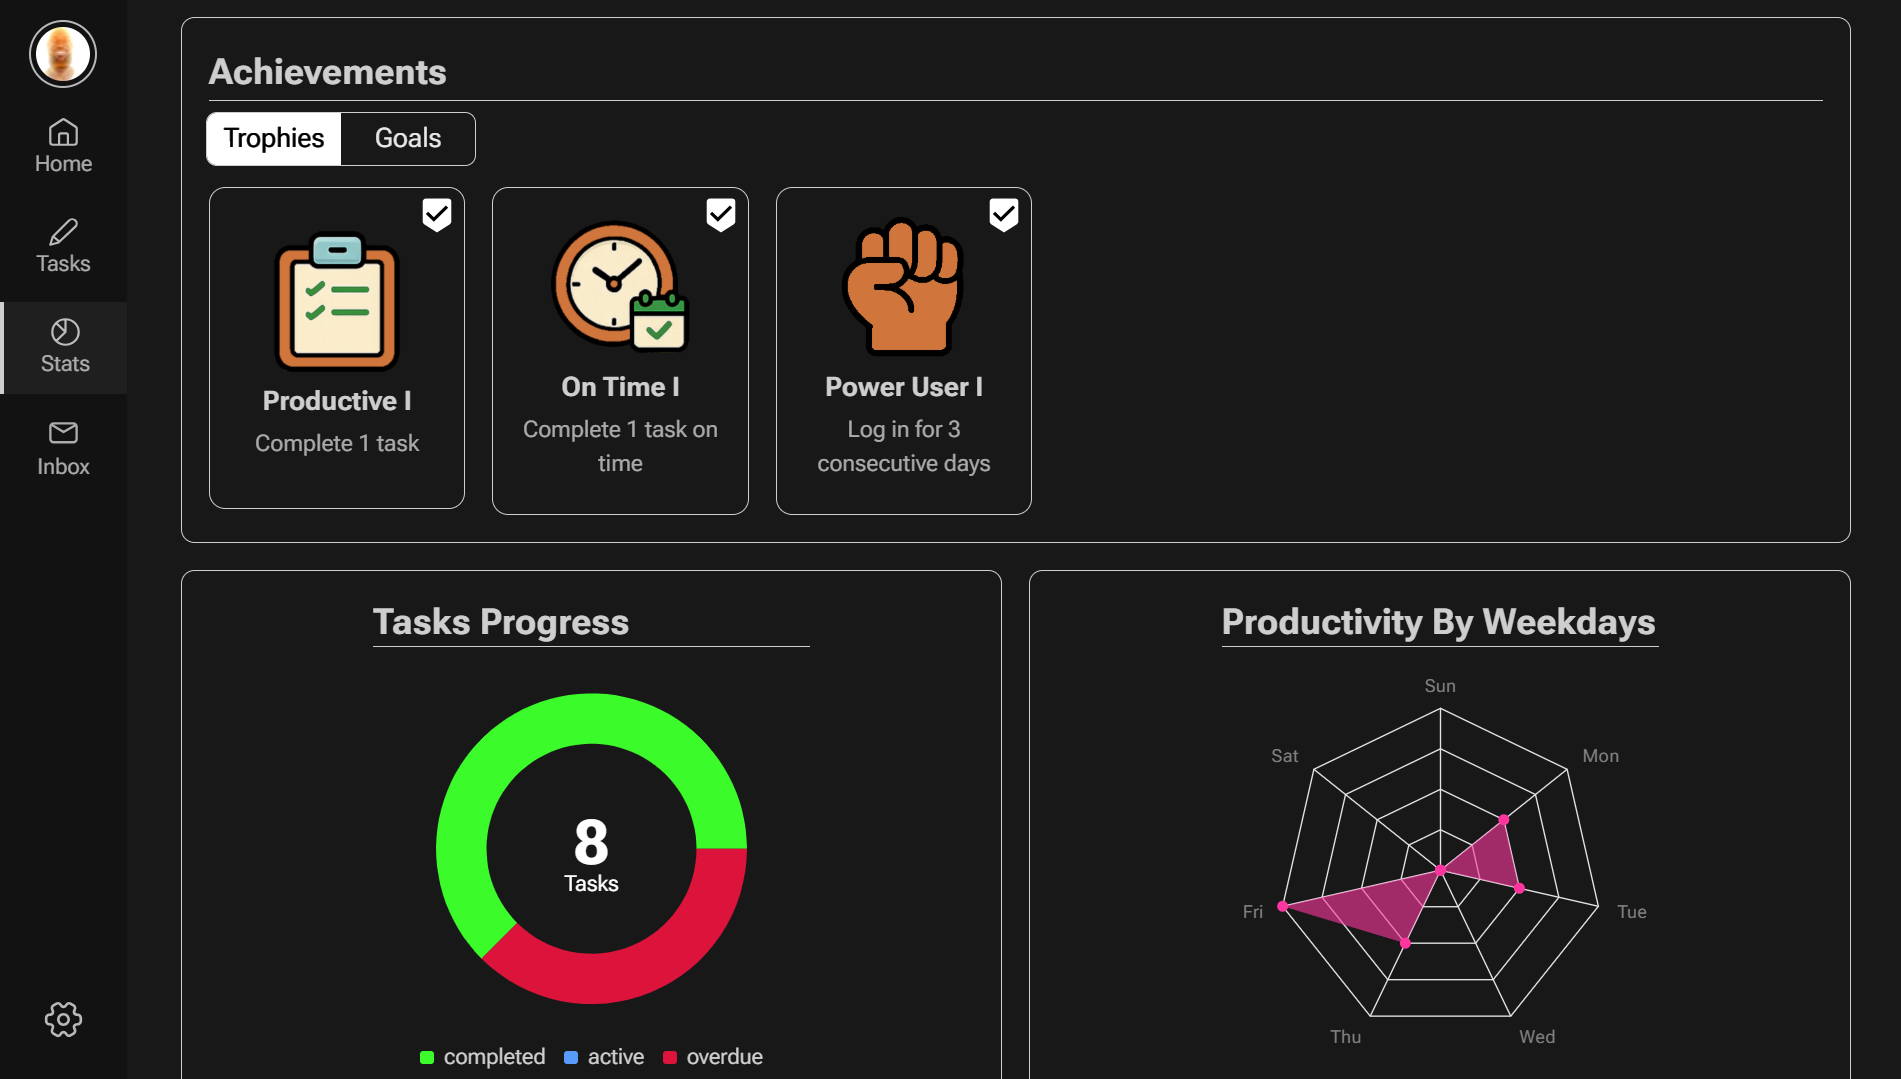 Home
Tasks
Stats
Inbox
Achievements
Trophies Goals
Productive I
Complete 1 task
On Time I
Complete 1 task on
time
Power User I
Log in for 3
consecutive days
Tasks Progress
8
Tasks
completed active overdue
Productivity By Weekdays
Sun
Mon
Tue
Wed
Thu
Fri
Sat